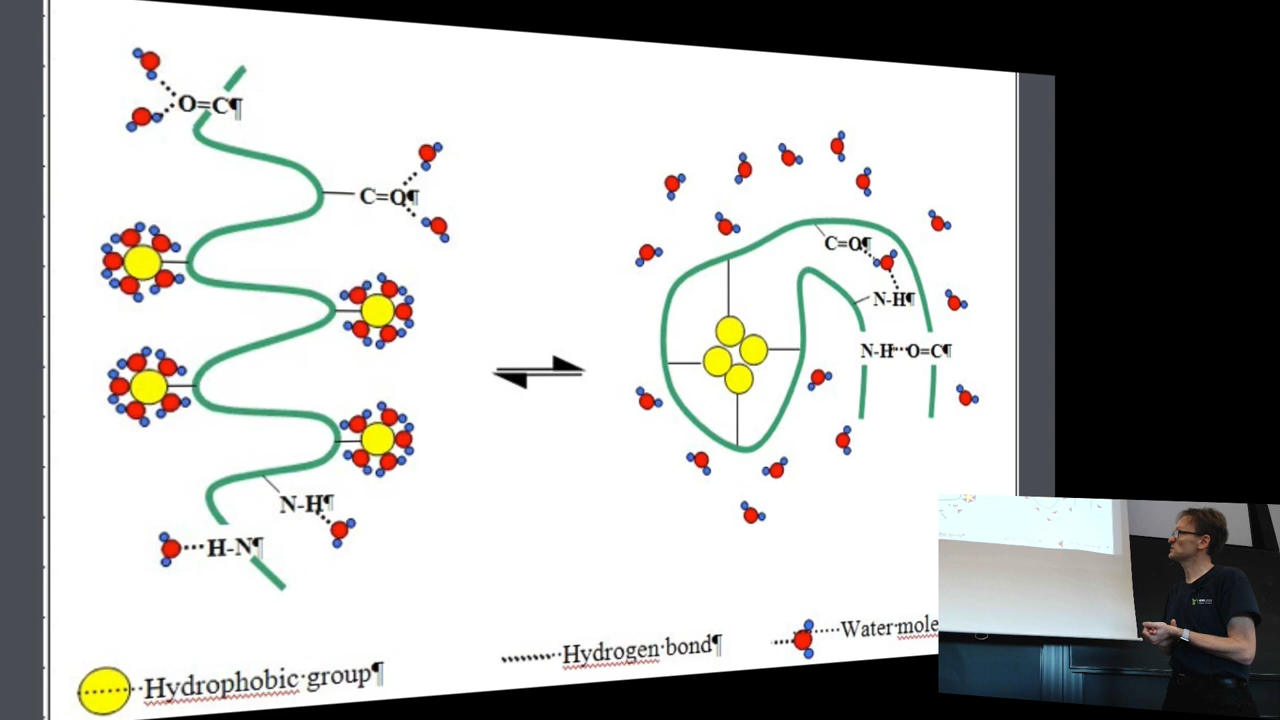 O=C¶
C=O¶
C=O¶
N-H¶
N-H···O=C¶
N-H¶
H-N¶
Hydrophobic·group¶
Hydrogen·bond¶
Water·mole